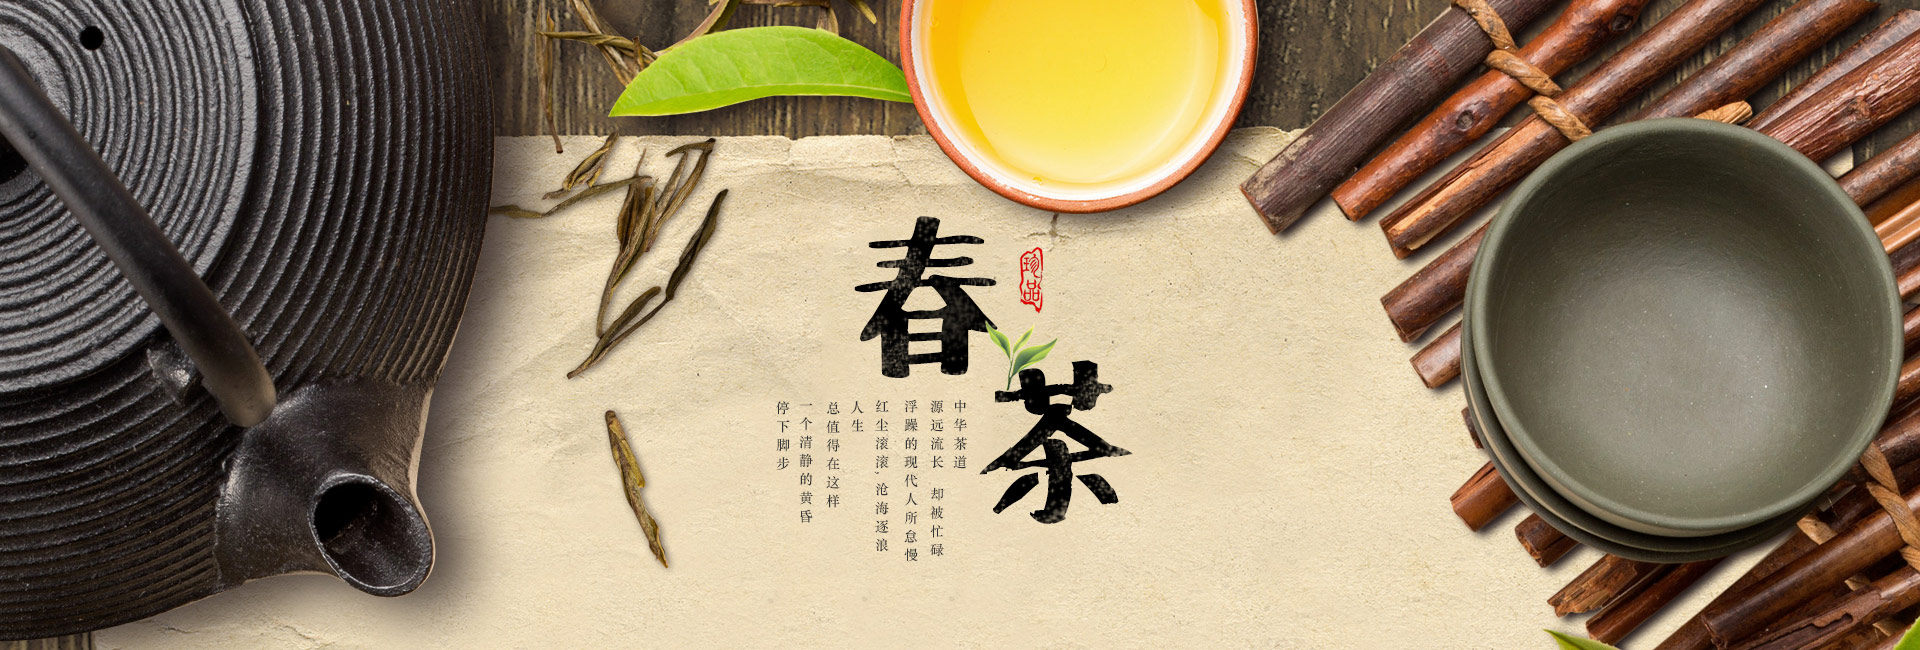 春茶
珍品
中华茶道
源远流长 却被忙碌
浮躁的现代人所怠慢
红尘滚滚,沧海逐浪
人生
总值得在这样
一个清静的黄昏
停下脚步